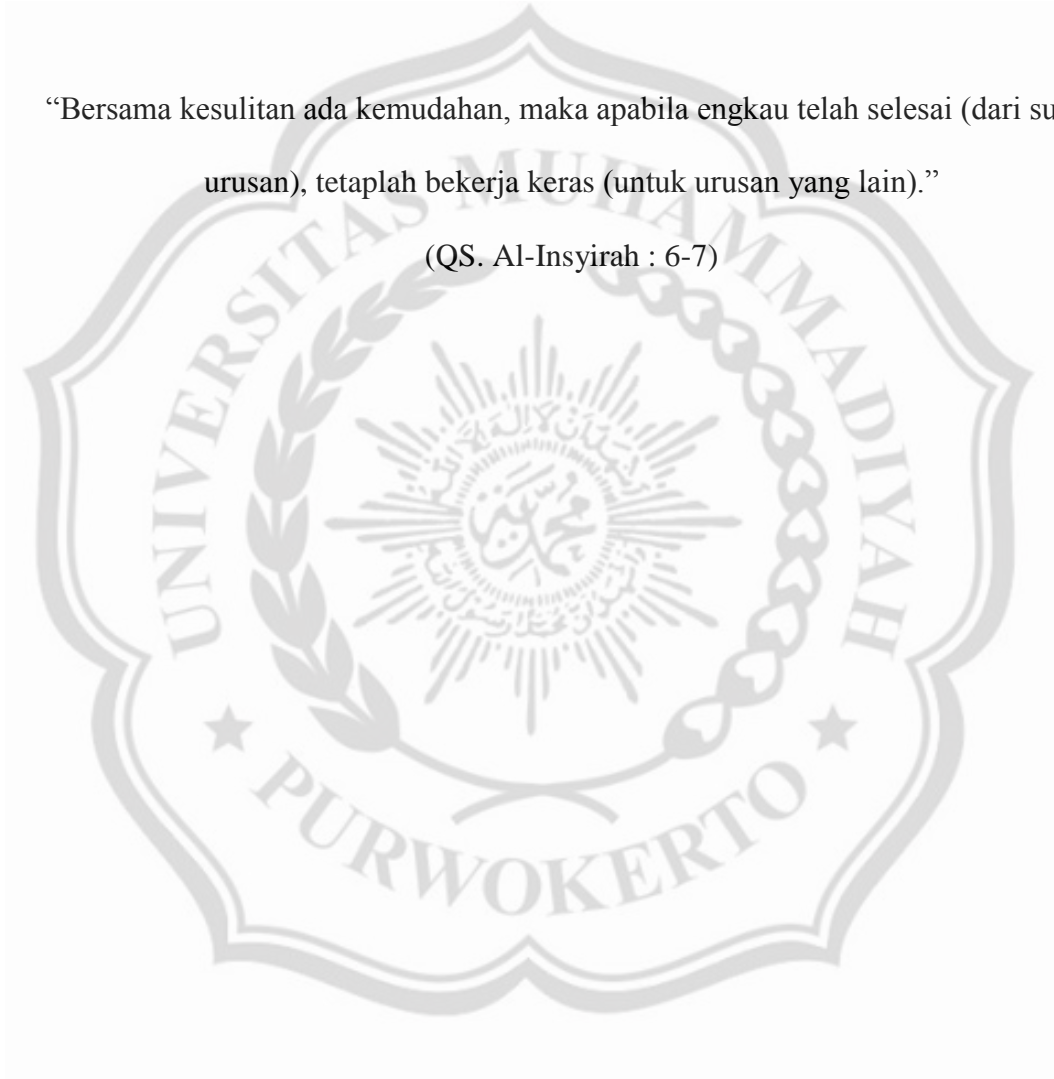 “Bersama kesulitan ada kemudahan, maka apabila engkau telah selesai (dari su
urusan), tetaplah bekerja keras (untuk urusan yang lain).”
(QS. Al-Insyirah : 6-7)
UNIVERSITAS MUHAMMADIYAH
محمد
PURWOKERTO